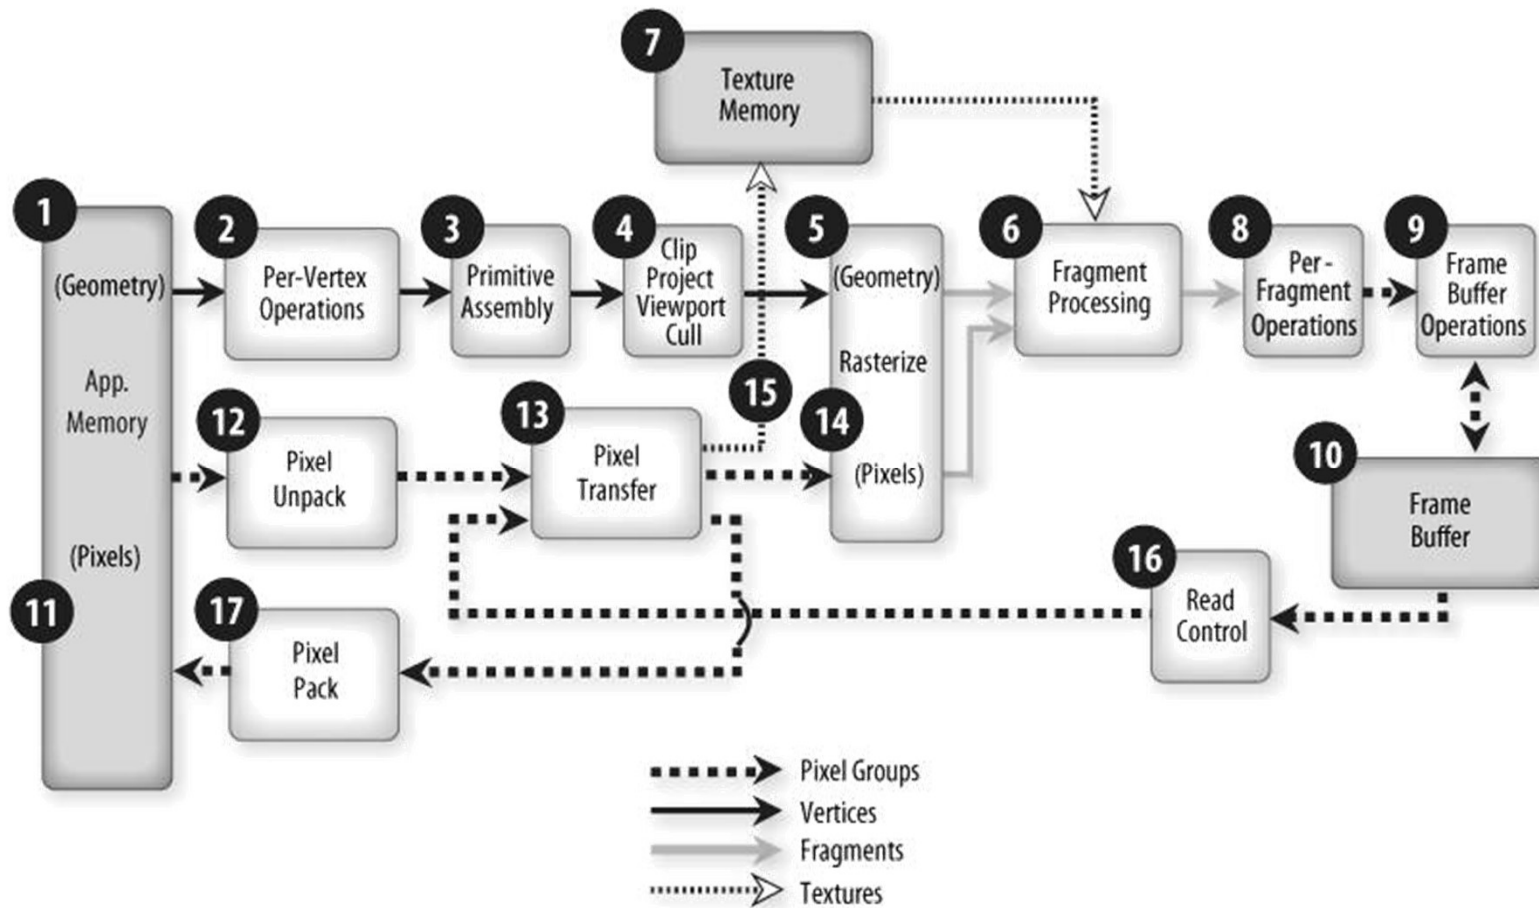 7
Texture
Memory
1
2
3
4
5
6
8
9
(Geometry)
Per-Vertex
Operations
Primitive
Assembly
Clip
Project
Viewport
Cull
(Geometry)
Fragment
Processing
Per-
Fragment
Operations
Frame
Buffer
Operations
App.
Memory
Rasterize
12
13
15
14
10
Pixel
Unpack
Pixel
Transfer
(Pixels)
Frame
Buffer
(Pixels)
11
17
16
Pixel
Pack
Read
Control
Pixel Groups
Vertices
Fragments
Textures